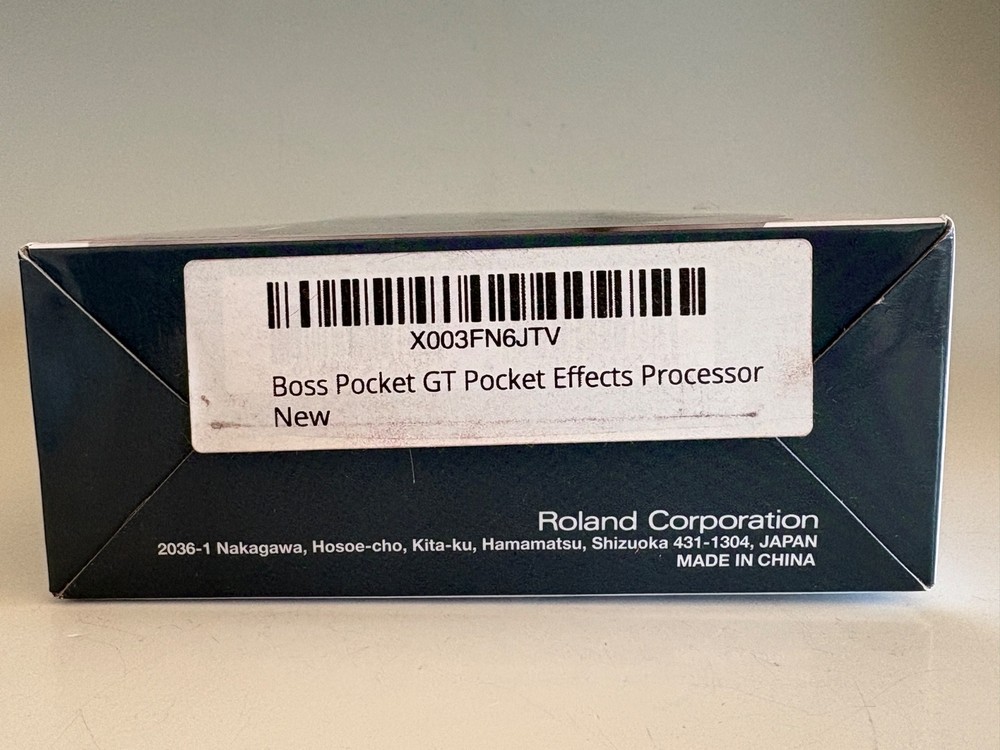 X003FN6JTV
Boss Pocket GT Pocket Effects Processor
New
Roland Corporation
2036-1 Nakagawa, Hosoe-cho, Kita-ku, Hamamatsu, Shizuoka 431-1304, JAPAN
MADE IN CHINA